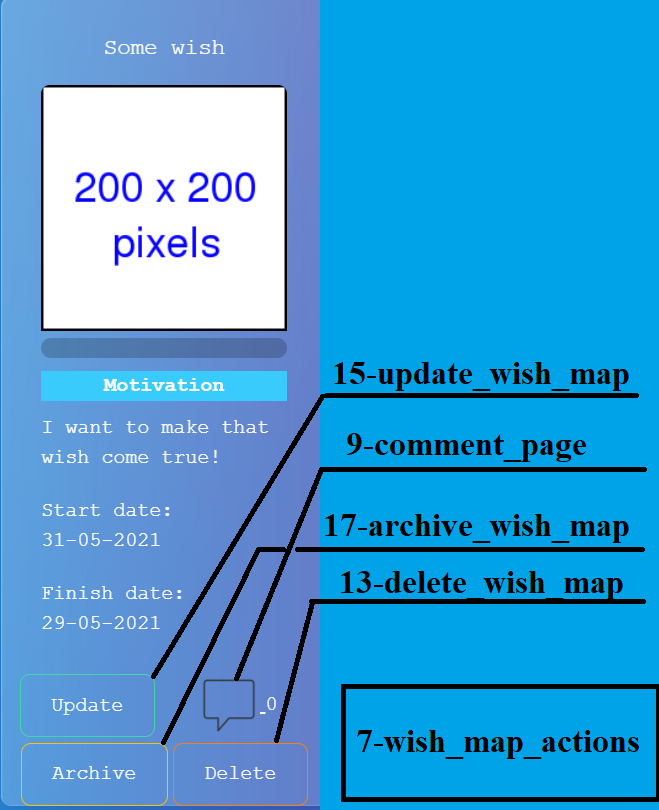 Some wish
200 x 200
pixels
Motivation
I want to make that
wish come true!
Start date:
31-05-2021
Finish date:
29-05-2021
Update
0
Archive
Delete
15-update_wish_map
9-comment_page
17-archive_wish_map
13-delete_wish_map
7-wish_map_actions